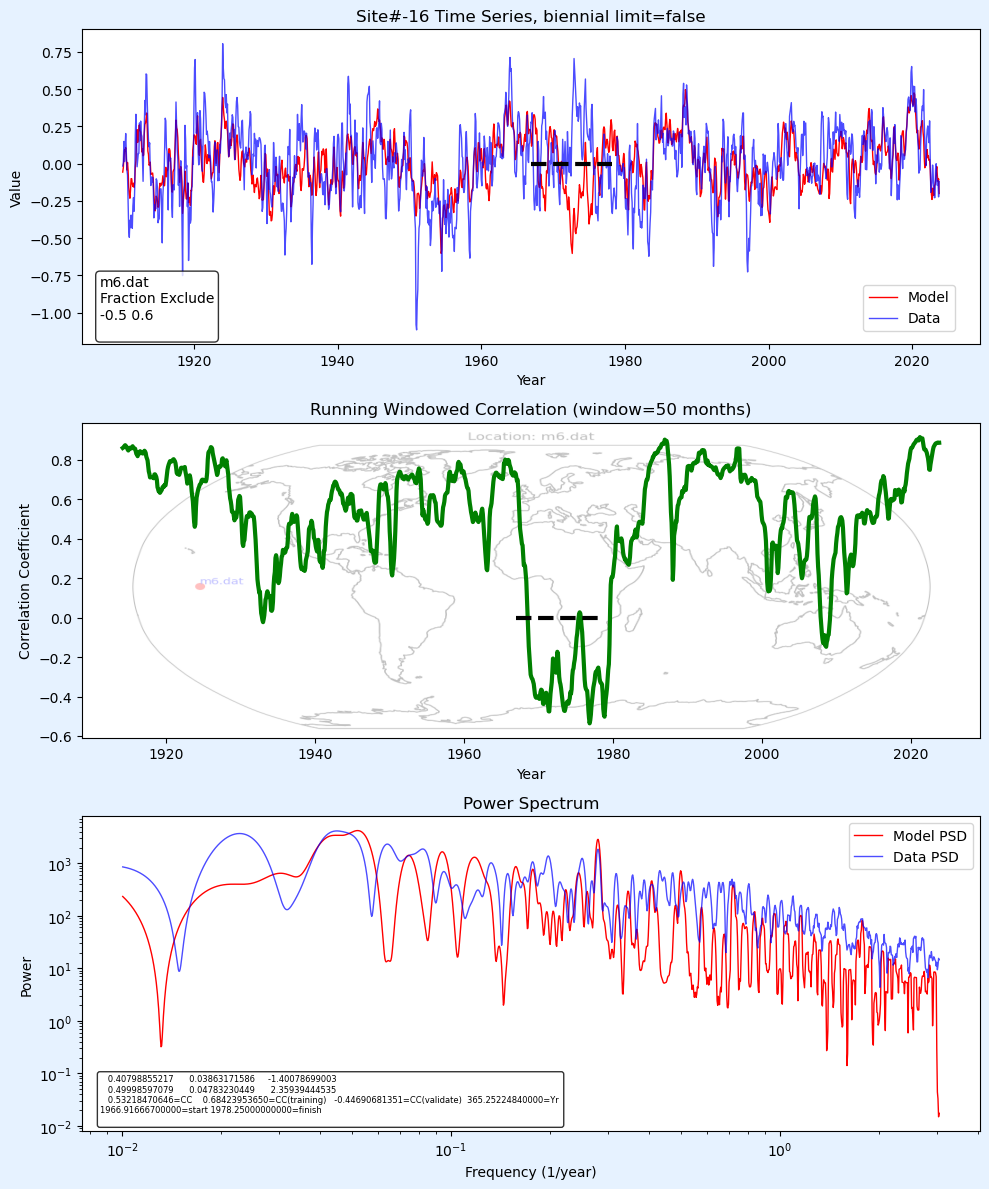 Site#-16 Time Series, biennial limit=false
Value
0.75
0.50
0.25
0.00
−0.25
−0.50
−0.75
−1.00
m6.dat
Fraction Exclude
-0.5 0.6
Model
Data
1920 1940 1960 1980 2000 2020
Year
Running Windowed Correlation (window=50 months)
Correlation Coefficient
0.8
0.6
0.4
0.2
0.0
−0.2
−0.4
−0.6
Location: m6.dat
m6.dat
1920 1940 1960 1980 2000 2020
Year
Power Spectrum
Power
10³
10²
10¹
10⁰
10⁻¹
10⁻²
Model PSD
Data PSD
0.40798855217 0.03863171586 -1.40078699003
0.49998597079 0.04783230449 2.35939444535
0.53218470646=CC 0.68423953650=CC(training) -0.44690681351=CC(validate) 365.25224840000=Yr
1966.91666700000=start 1978.25000000000=finish
10⁻² 10⁻¹ 10⁰
Frequency (1/year)